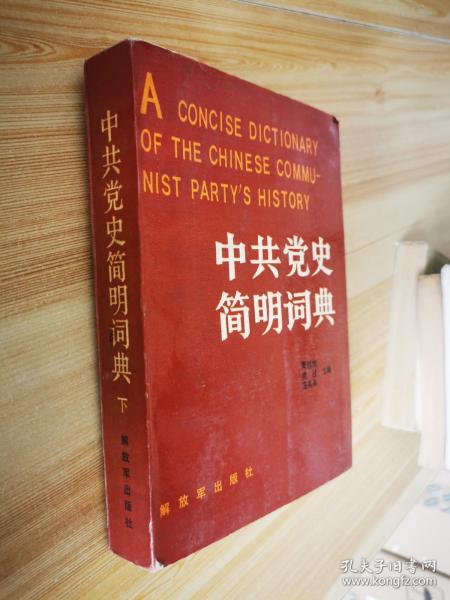 A CONCISE DICTIONARY
OF THE CHINESE COMMU-
NIST PARTY'S HISTORY
中共党史
简明词典
主编
解放军出版社
中共党史简明词典 下 解放军出版社
孔夫子旧书网
www.kongfz.com